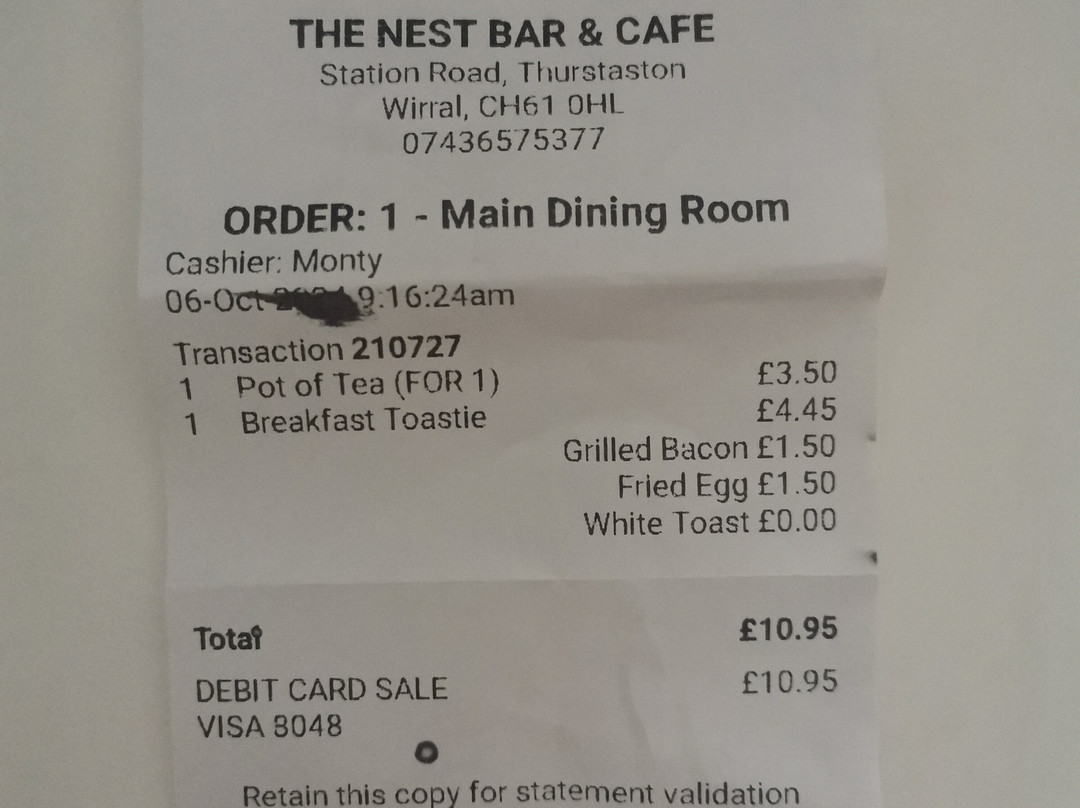 THE NEST BAR & CAFE
Station Road, Thurstaston
Wirral, CH61 0HL
07436575377
ORDER: 1 - Main Dining Room
Cashier: Monty
06-Oct 9:16:24am
Transaction 210727
1 Pot of Tea (FOR 1) £3.50
1 Breakfast Toastie £4.45
Grilled Bacon £1.50
Fried Egg £1.50
White Toast £0.00
Total £10.95
DEBIT CARD SALE £10.95
VISA 8048
Retain this copy for statement validation